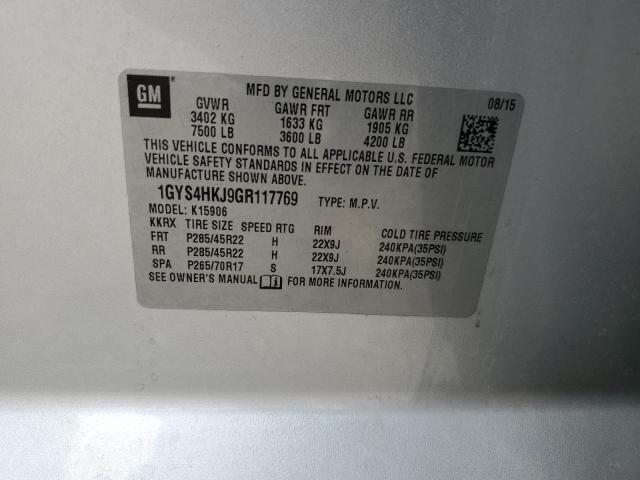 GM
MFD BY GENERAL MOTORS LLC 08/15
GVWR GAWR FRT GAWR RR
3402 KG 1633 KG 1905 KG
7500 LB 3600 LB 4200 LB
THIS VEHICLE CONFORMS TO ALL APPLICABLE U.S. FEDERAL MOTOR
VEHICLE SAFETY STANDARDS IN EFFECT ON THE DATE OF
MANUFACTURE SHOWN ABOVE.
1GYS4HKJ9GR117769 TYPE: M.P.V.
MODEL: K15906
KKRX TIRE SIZE SPEED RTG RIM COLD TIRE PRESSURE
FRT P285/45R22 H 22X9J 240KPA(35PSI)
RR P285/45R22 H 22X9J 240KPA(35PSI)
SPA P265/70R17 S 17X7.5J 240KPA(35PSI)
SEE OWNER'S MANUAL FOR MORE INFORMATION.